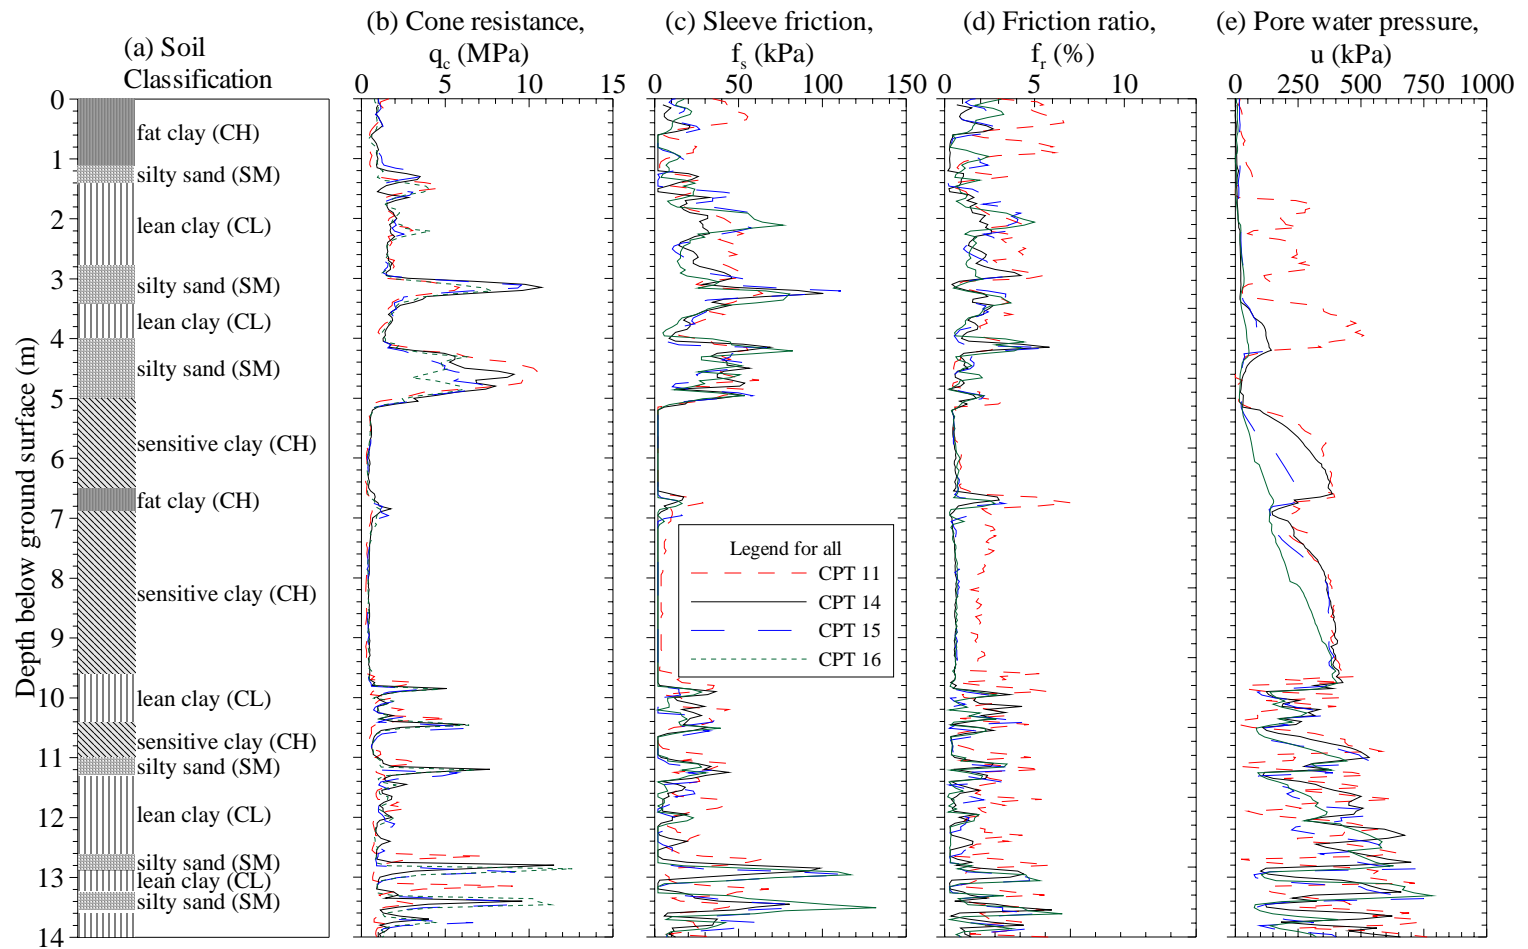 (a) Soil
Classification
(b) Cone resistance,
q_c (MPa)
(c) Sleeve friction,
f_s (kPa)
(d) Friction ratio,
f_r (%)
(e) Pore water pressure,
u (kPa)
0 5 10 15
0 50 100 150
0 5 10
0 250 500 750 1000
Depth below ground surface (m)
0
1
2
3
4
5
6
7
8
9
10
11
12
13
14
fat clay (CH)
silty sand (SM)
lean clay (CL)
silty sand (SM)
lean clay (CL)
silty sand (SM)
sensitive clay (CH)
fat clay (CH)
sensitive clay (CH)
lean clay (CL)
sensitive clay (CH)
silty sand (SM)
lean clay (CL)
silty sand (SM)
lean clay (CL)
silty sand (SM)
Legend for all
CPT 11
CPT 14
CPT 15
CPT 16